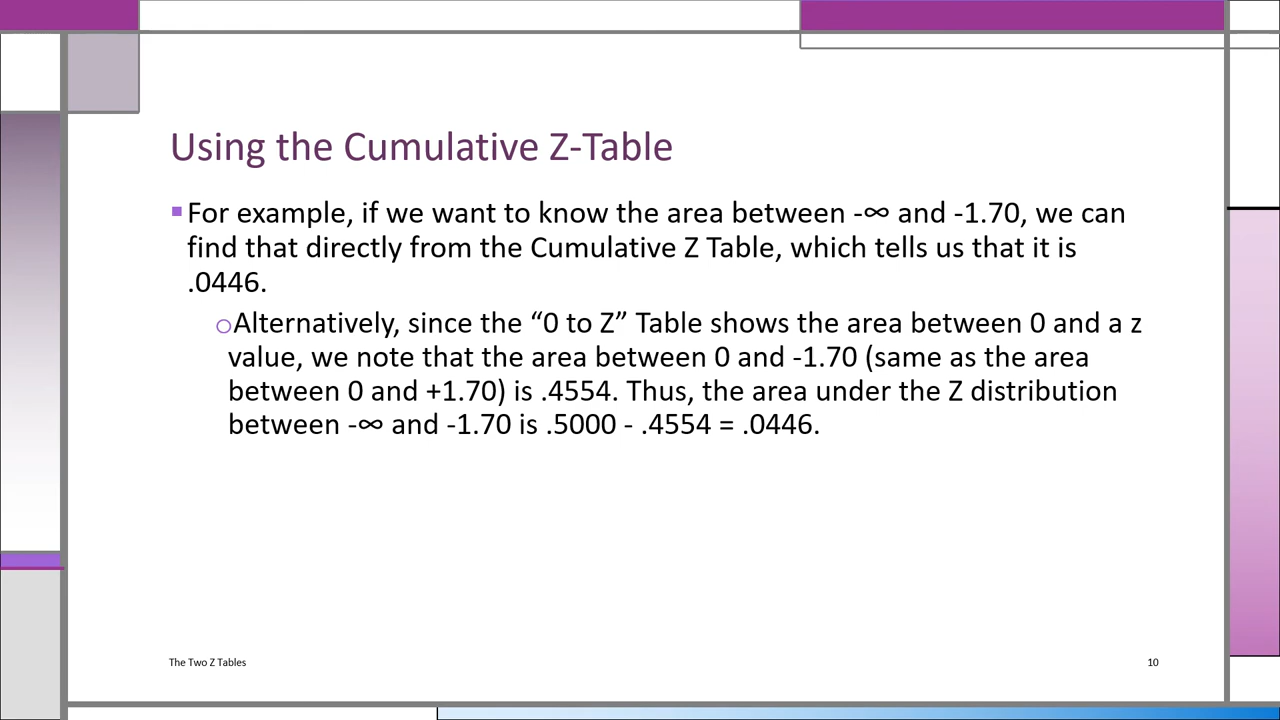 Using the Cumulative Z-Table
▪For example, if we want to know the area between -∞ and -1.70, we can
find that directly from the Cumulative Z Table, which tells us that it is
.0446.
oAlternatively, since the “0 to Z” Table shows the area between 0 and a z
value, we note that the area between 0 and -1.70 (same as the area
between 0 and +1.70) is .4554. Thus, the area under the Z distribution
between -∞ and -1.70 is .5000 - .4554 = .0446.
The Two Z Tables
10